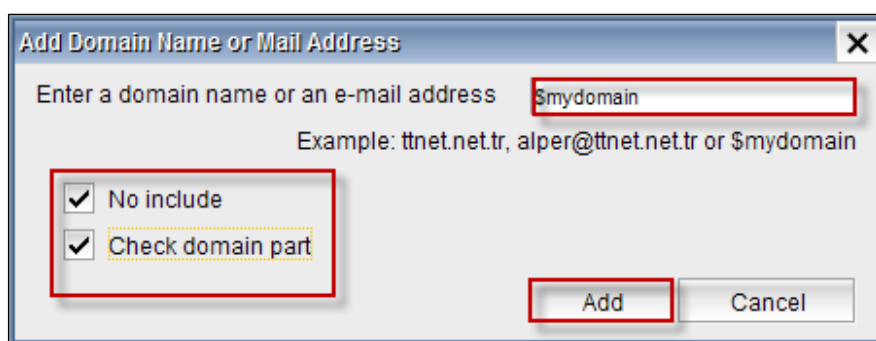 Add Domain Name or Mail Address
Enter a domain name or an e-mail address $mydomain
Example: ttnet.net.tr, alper@ttnet.net.tr or $mydomain
No include
Check domain part
Add Cancel